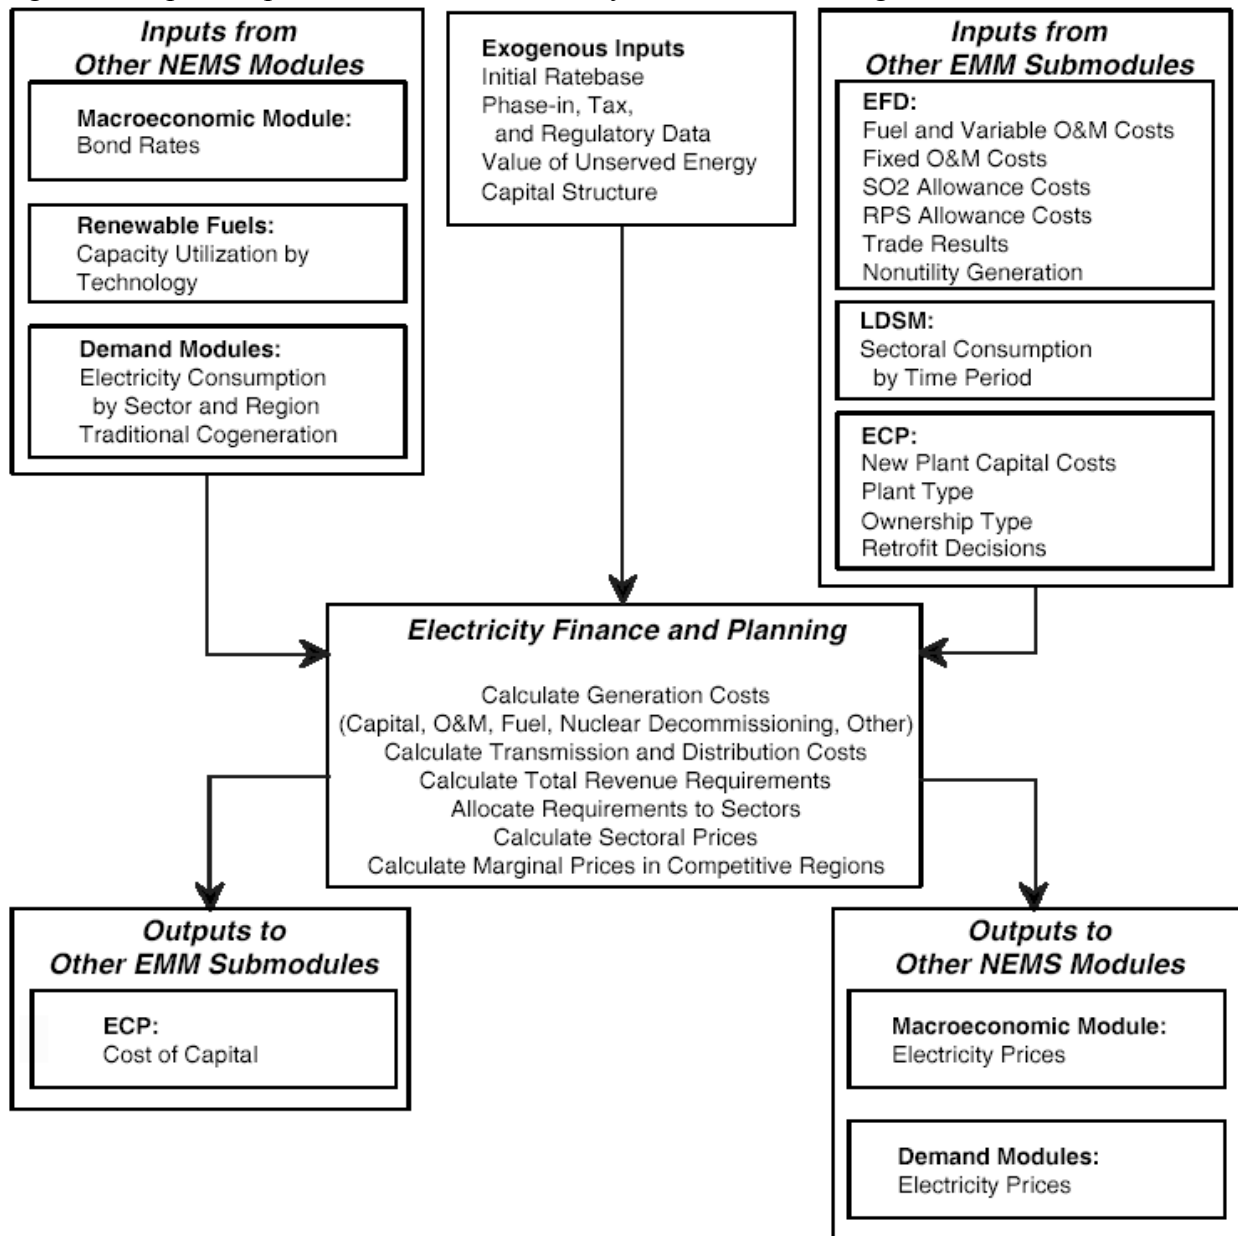 Inputs from
Other NEMS Modules
Macroeconomic Module:
Bond Rates
Renewable Fuels:
Capacity Utilization by
Technology
Demand Modules:
Electricity Consumption
by Sector and Region
Traditional Cogeneration
Exogenous Inputs
Initial Ratebase
Phase-in, Tax,
and Regulatory Data
Value of Unserved Energy
Capital Structure
Inputs from
Other EMM Submodules
EFD:
Fuel and Variable O&M Costs
Fixed O&M Costs
SO2 Allowance Costs
RPS Allowance Costs
Trade Results
Nonutility Generation
LDSM:
Sectoral Consumption
by Time Period
ECP:
New Plant Capital Costs
Plant Type
Ownership Type
Retrofit Decisions
Electricity Finance and Planning
Calculate Generation Costs
(Capital, O&M, Fuel, Nuclear Decommissioning, Other)
Calculate Transmission and Distribution Costs
Calculate Total Revenue Requirements
Allocate Requirements to Sectors
Calculate Sectoral Prices
Calculate Marginal Prices in Competitive Regions
Outputs to
Other EMM Submodules
ECP:
Cost of Capital
Outputs to
Other NEMS Modules
Macroeconomic Module:
Electricity Prices
Demand Modules:
Electricity Prices